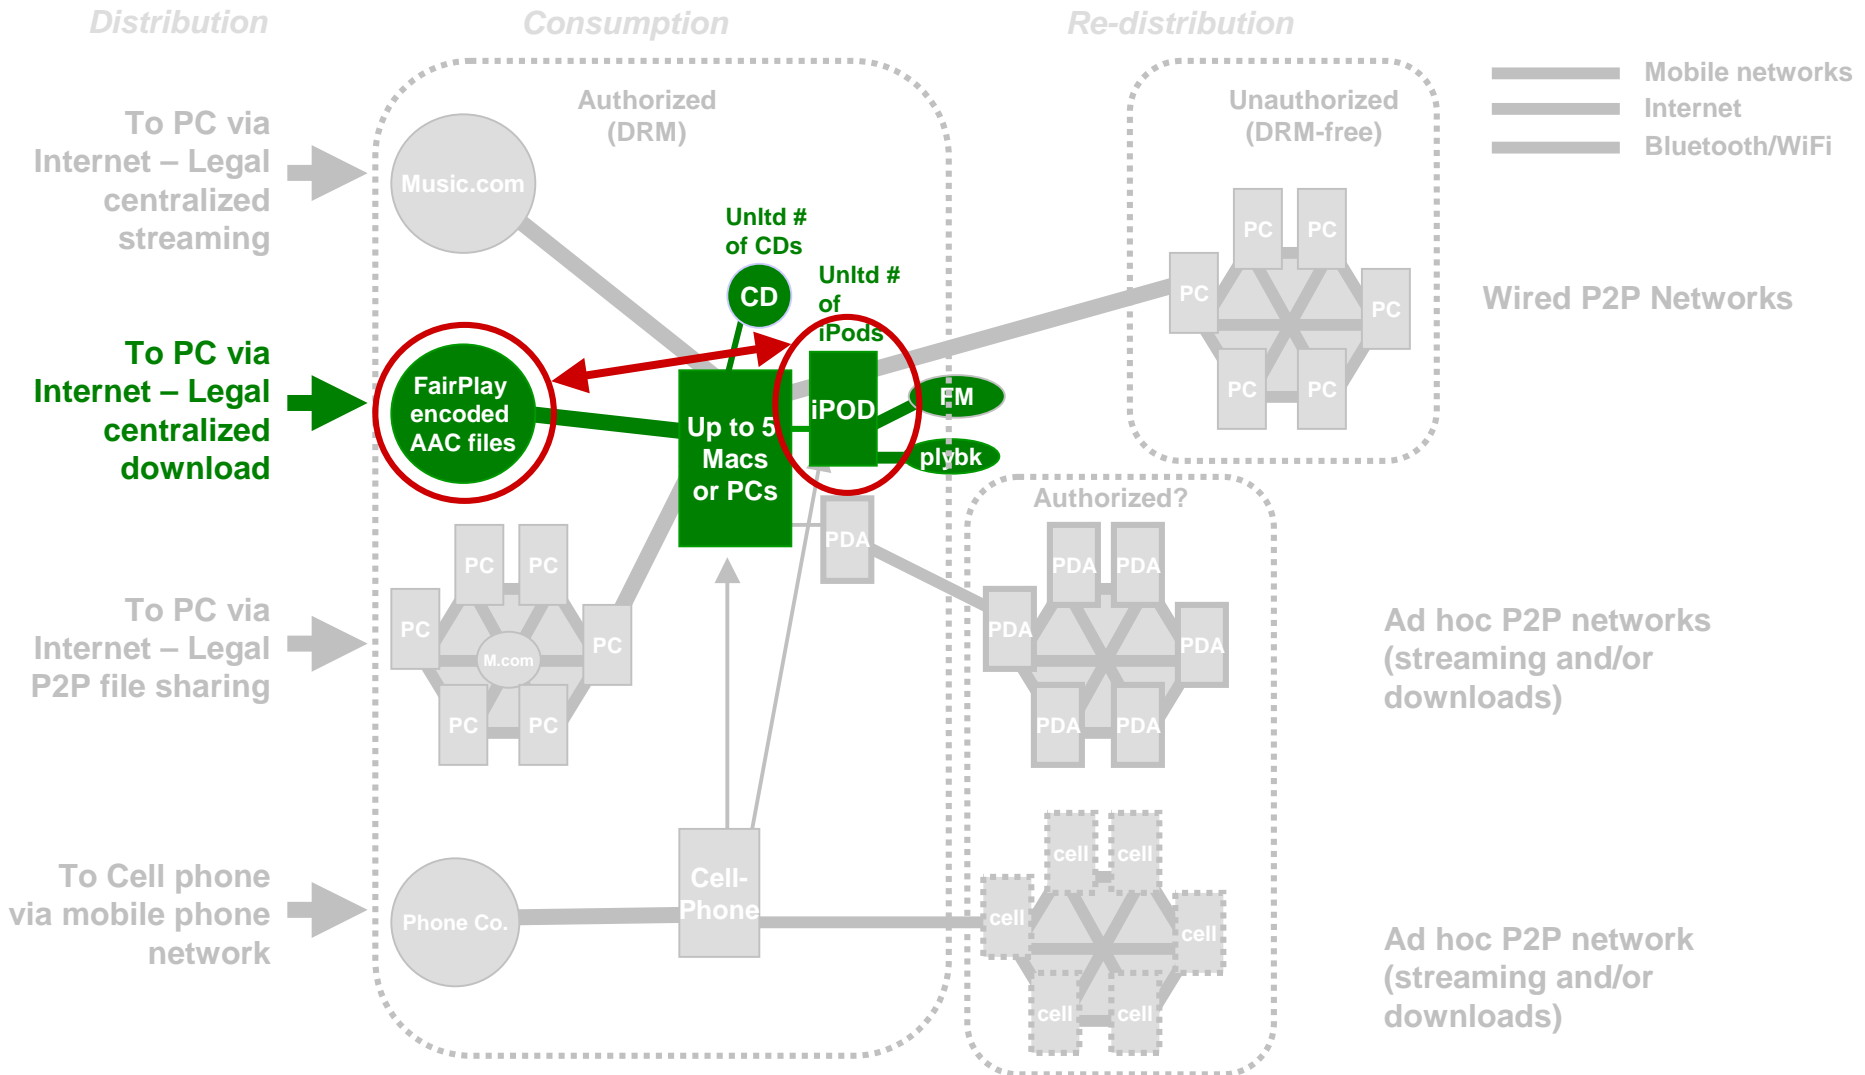 Distribution
Consumption
Re-distribution
Mobile networks
Internet
Bluetooth/WiFi
Authorized
(DRM)
Unauthorized
(DRM-free)
To PC via
Internet – Legal
centralized
streaming
Music.com
Unltd #
of CDs
CD
Unltd #
of
iPods
PC
PC
PC
PC
PC
PC
Wired P2P Networks
To PC via
Internet – Legal
centralized
download
FairPlay
encoded
AAC files
Up to 5
Macs
or PCs
iPOD
FM
plybk
PDA
Authorized?
To PC via
Internet – Legal
P2P file sharing
PC
PC
PC
PC
M.com
PC
PC
PDA
PDA
PDA
PDA
PDA
PDA
Ad hoc P2P networks
(streaming and/or
downloads)
To Cell phone
via mobile phone
network
Phone Co.
Cell-
Phone
cell
cell
cell
cell
cell
cell
Ad hoc P2P network
(streaming and/or
downloads)